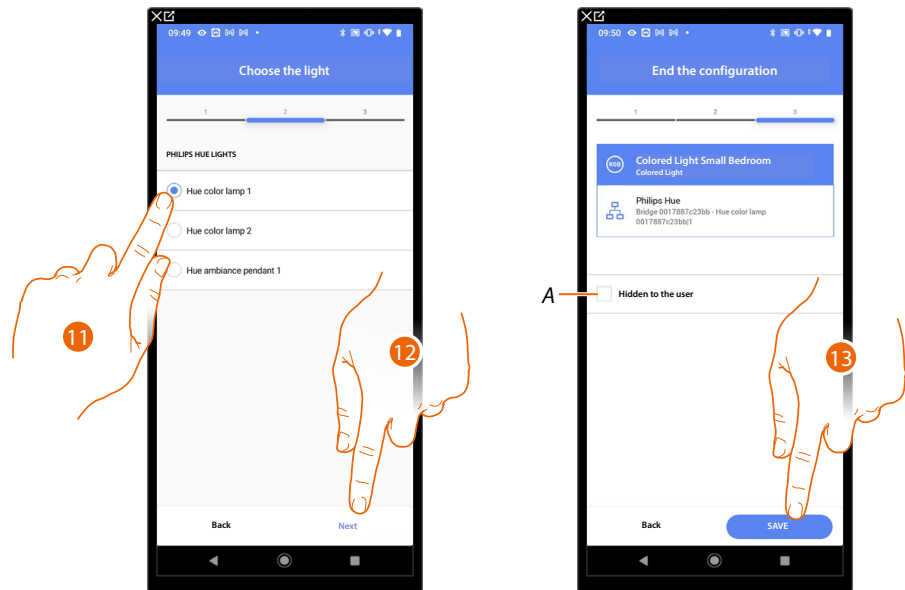 09:49
Choose the light
1 2 3
PHILIPS HUE LIGHTS
Hue color lamp 1
Hue color lamp 2
Hue ambiance pendant 1
11
12
Back Next
09:50
End the configuration
1 2 3
RGB
Colored Light Small Bedroom
Colored Light
Philips Hue
Bridge 0017887c23bb - Hue color lamp
0017887c23bb|1
A
Hidden to the user
13
Back SAVE